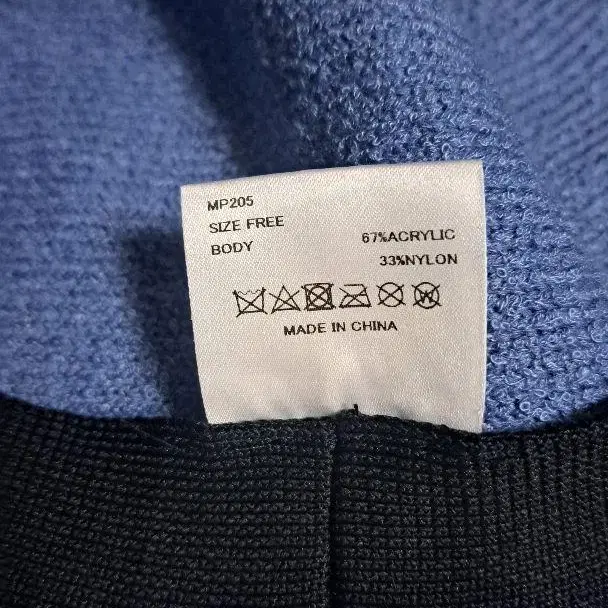 MP205
SIZE FREE
BODY 67%ACRYLIC
33%NYLON
MADE IN CHINA